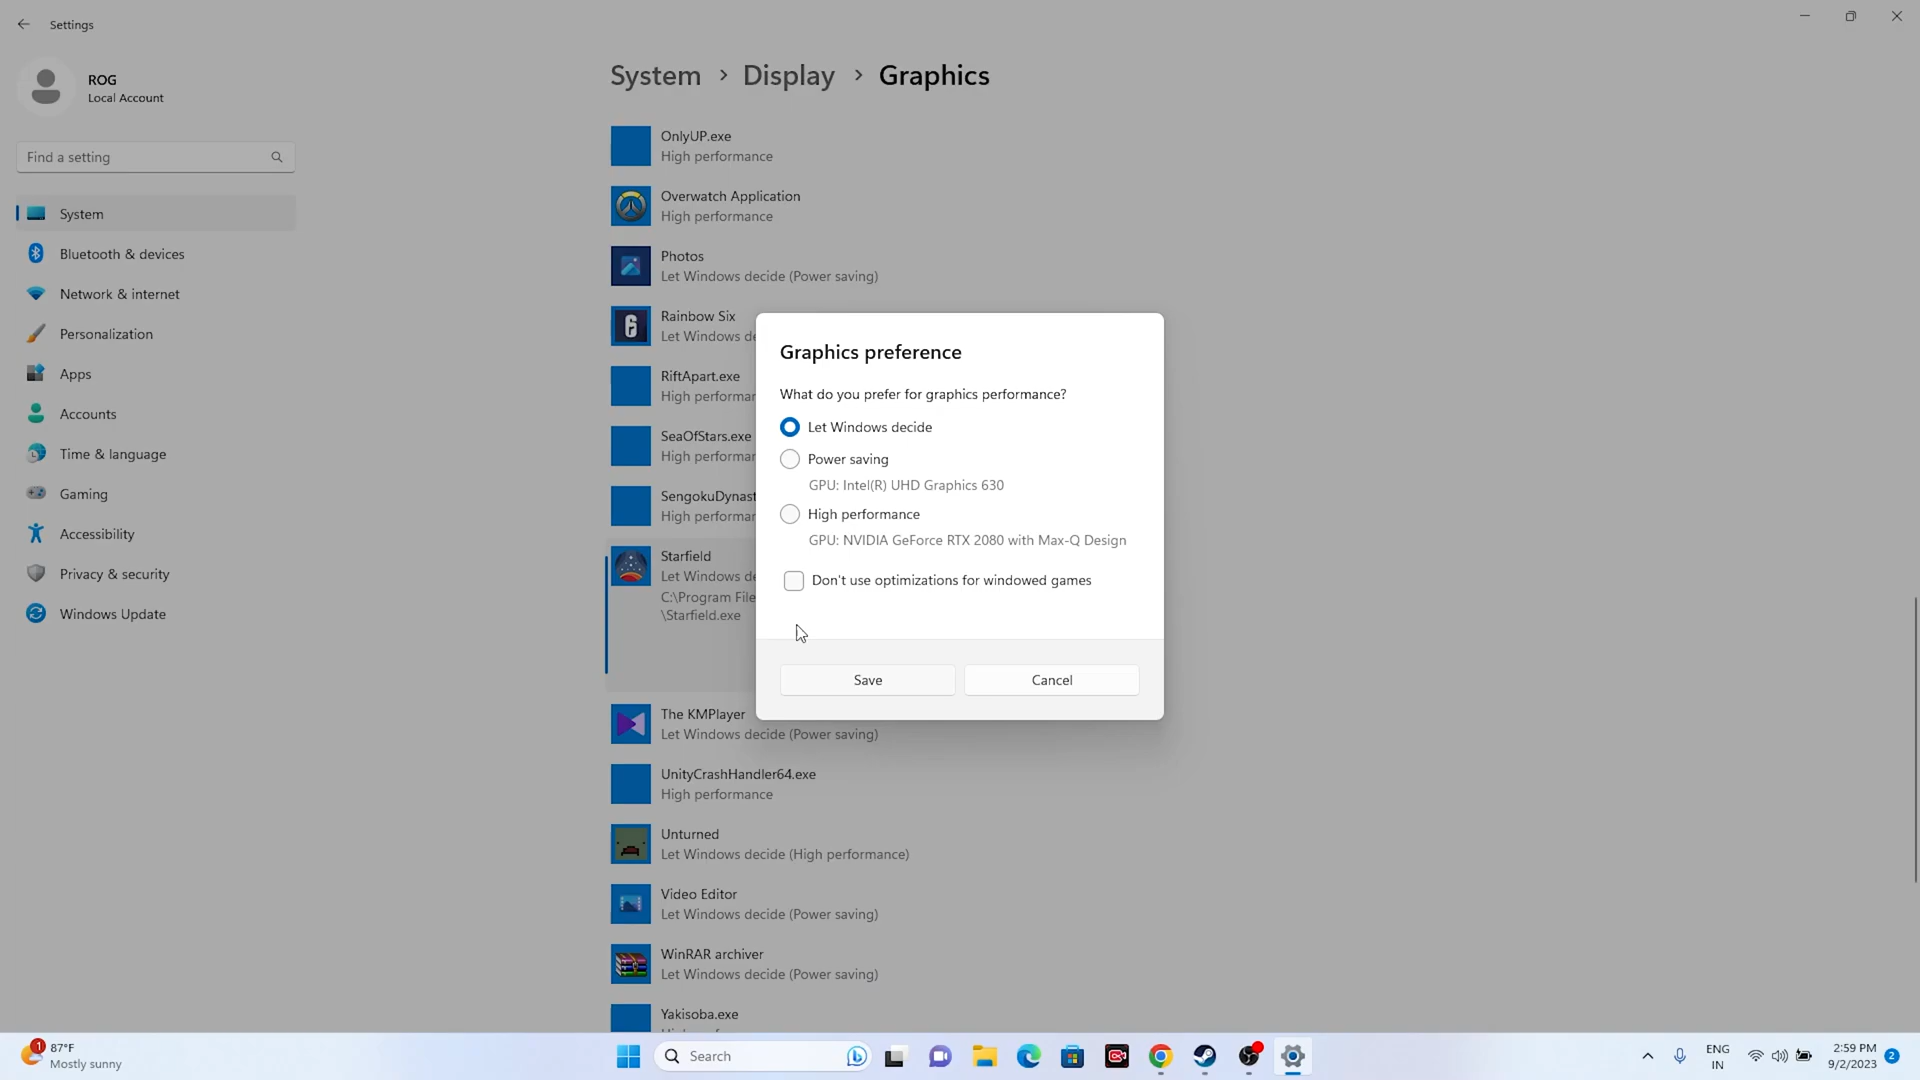 Settings
ROG
Local Account
Find a setting
System
Bluetooth & devices
Network & internet
Personalization
Apps
Accounts
Time & language
Gaming
Accessibility
Privacy & security
Windows Update
System > Display > Graphics
OnlyUP.exe
High performance
Overwatch Application
High performance
Photos
Let Windows decide (Power saving)
Rainbow Six
Let Windows de
RiftApart.exe
High performan
SeaOfStars.exe
High performan
SengokuDynast
High performan
Starfield
Let Windows de
C:\Program File
\Starfield.exe
The KMPlayer
Let Windows decide (Power saving)
UnityCrashHandler64.exe
High performance
Unturned
Let Windows decide (High performance)
Video Editor
Let Windows decide (Power saving)
WinRAR archiver
Let Windows decide (Power saving)
Yakisoba.exe
Graphics preference
What do you prefer for graphics performance?
Let Windows decide
Power saving
GPU: Intel(R) UHD Graphics 630
High performance
GPU: NVIDIA GeForce RTX 2080 with Max-Q Design
Don't use optimizations for windowed games
Save
Cancel
1
87°F
Mostly sunny
Search
ENG
IN
2:59 PM
9/2/2023
2